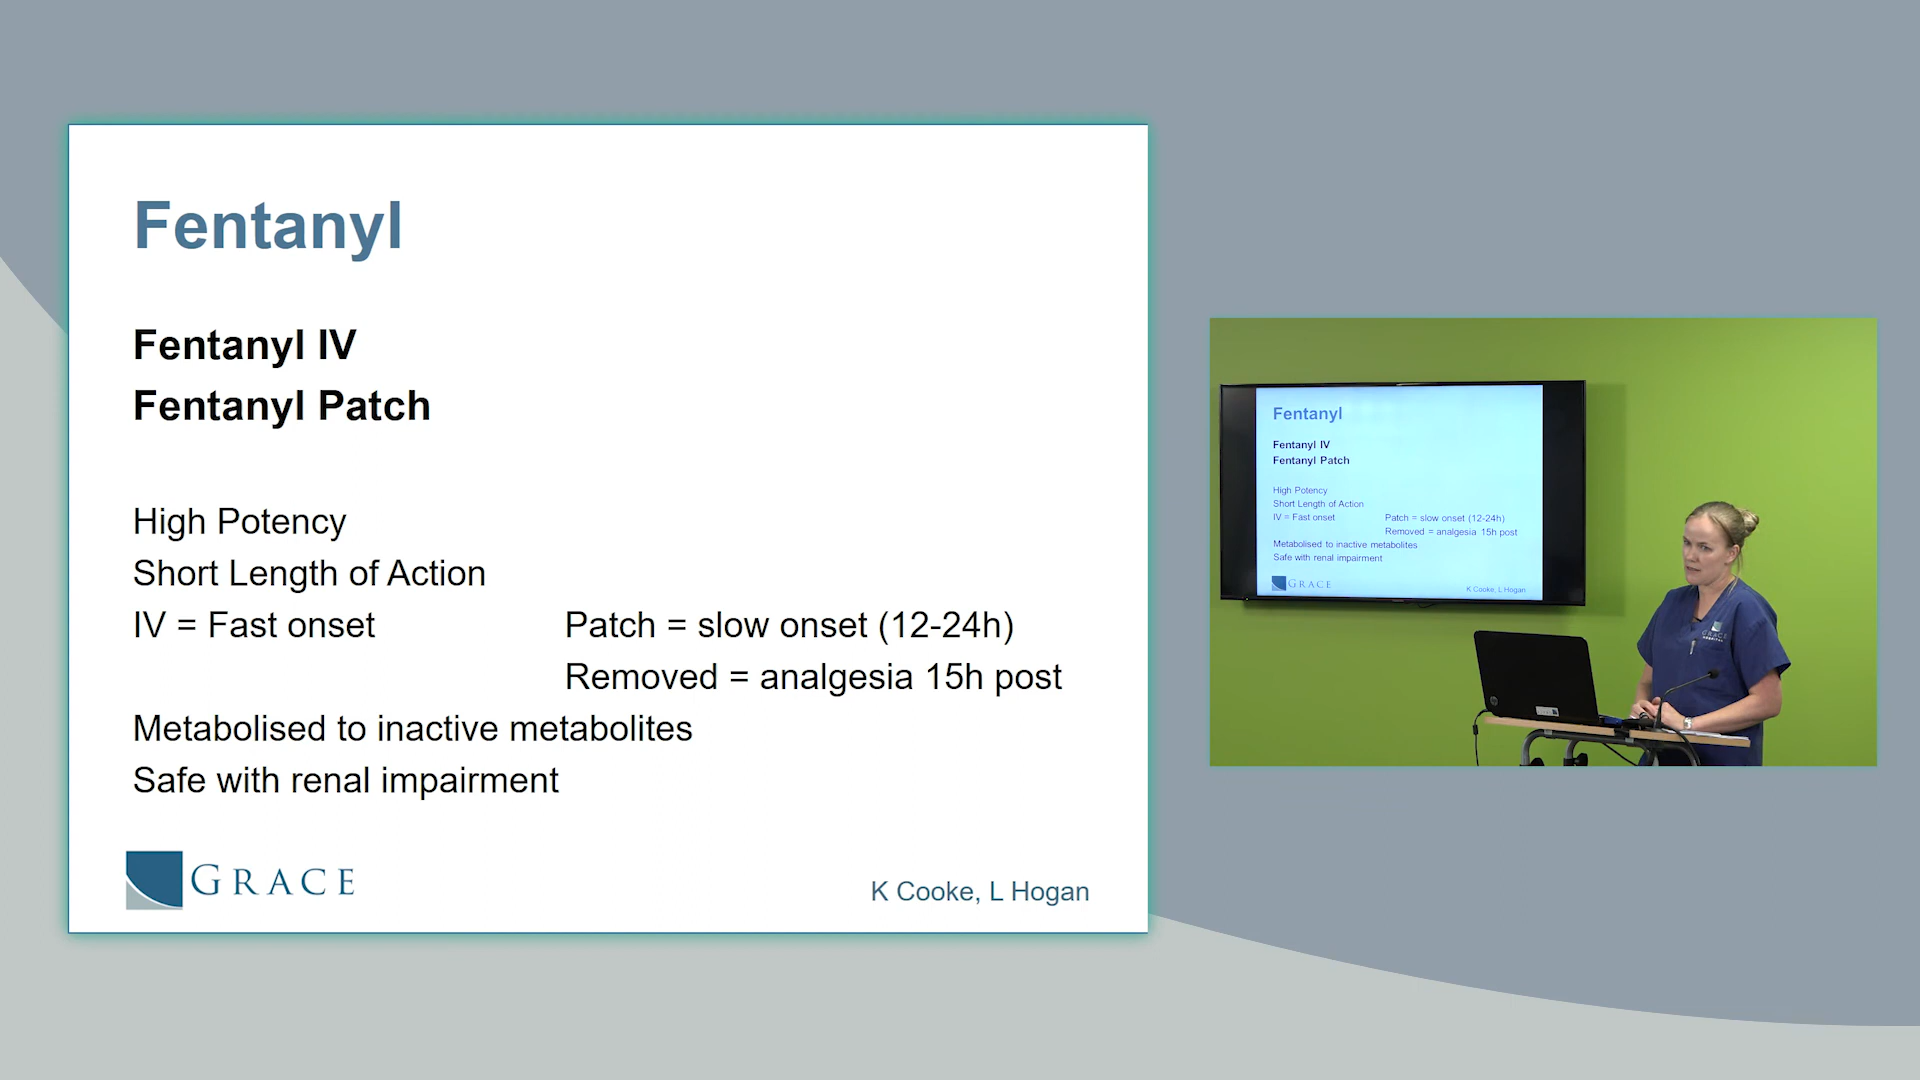 Fentanyl
Fentanyl IV
Fentanyl Patch
High Potency
Short Length of Action
IV = Fast onset Patch = slow onset (12-24h)
Removed = analgesia 15h post
Metabolised to inactive metabolites
Safe with renal impairment
GRACE
K Cooke, L Hogan
Fentanyl
Fentanyl IV
Fentanyl Patch
High Potency
Short Length of Action
IV = Fast onset Patch = slow onset (12-24h)
Removed = analgesia 15h post
Metabolised to inactive metabolites
Safe with renal impairment
GRACE
K Cooke, L Hogan
GRACE
HOSPITAL